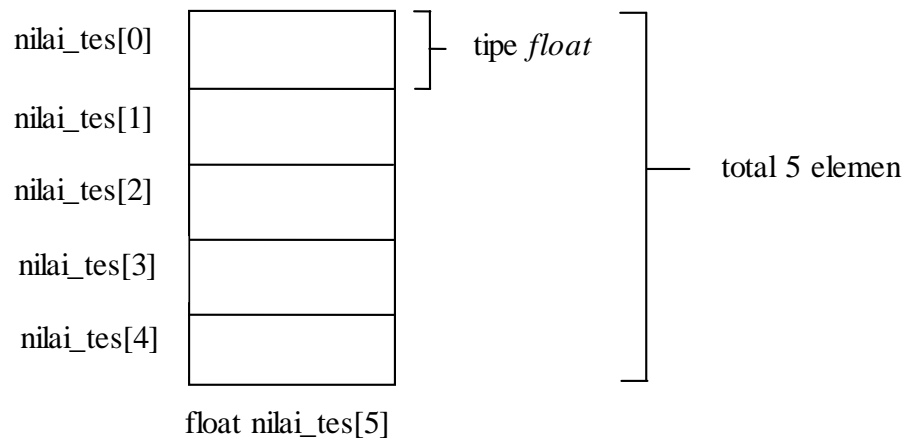 nilai_tes[0]
tipe float
nilai_tes[1]
total 5 elemen
nilai_tes[2]
nilai_tes[3]
nilai_tes[4]
float nilai_tes[5]